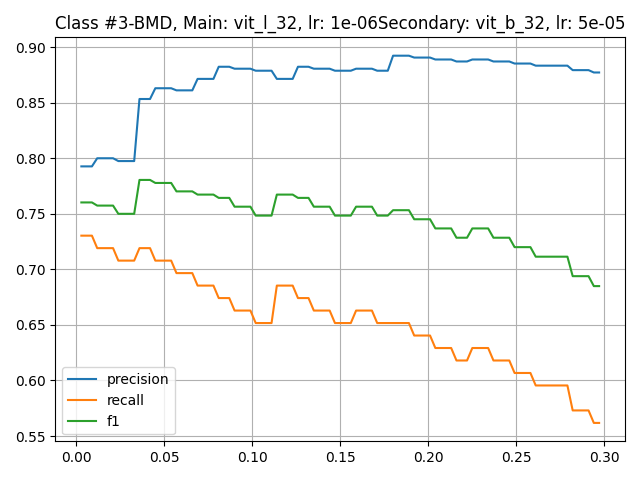 Class #3-BMD, Main: vit_l_32, lr: 1e-06Secondary: vit_b_32, lr: 5e-05
0.90
0.85
0.80
0.75
0.70
0.65
0.60
0.55
precision
recall
f1
0.00 0.05 0.10 0.15 0.20 0.25 0.30